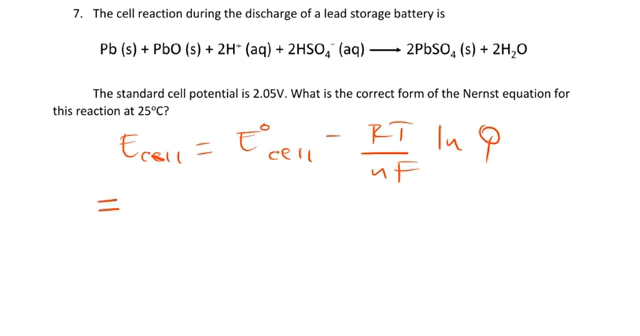 7. The cell reaction during the discharge of a lead storage battery is
Pb (s) + PbO (s) + 2H⁺ (aq) + 2HSO₄⁻ (aq) ⟶ 2PbSO₄ (s) + 2H₂O
The standard cell potential is 2.05V. What is the correct form of the Nernst equation for
this reaction at 25°C?
Ecell = E°cell - RT/nF ln Q
=